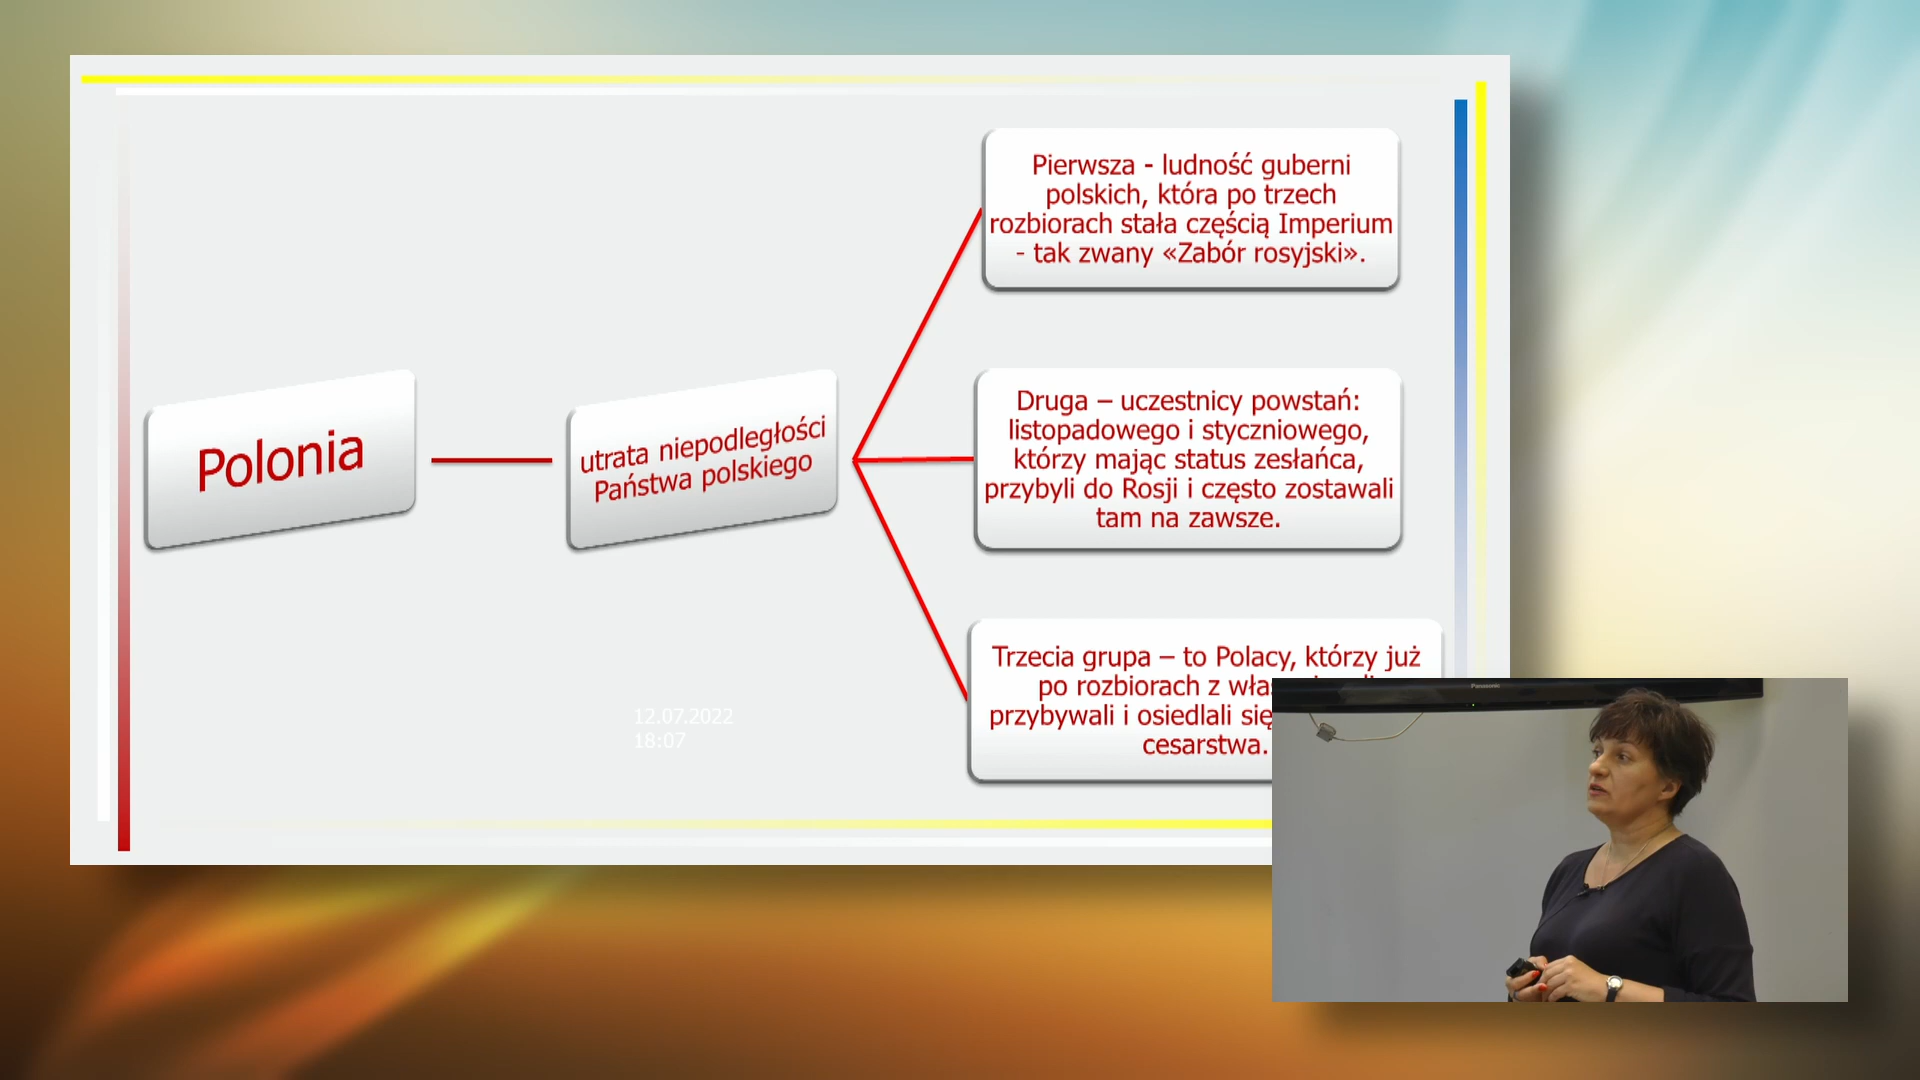 Polonia
utrata niepodległości
Państwa polskiego
Pierwsza - ludność guberni
polskich, która po trzech
rozbiorach stała częścią Imperium
- tak zwany «Zabór rosyjski».
Druga – uczestnicy powstań:
listopadowego i styczniowego,
którzy mając status zesłańca,
przybyli do Rosji i często zostawali
tam na zawsze.
Trzecia grupa – to Polacy, którzy już
po rozbiorach z
przybywali i osiedlali się
cesarstwa.
12.07.2022
18:07
Panasonic